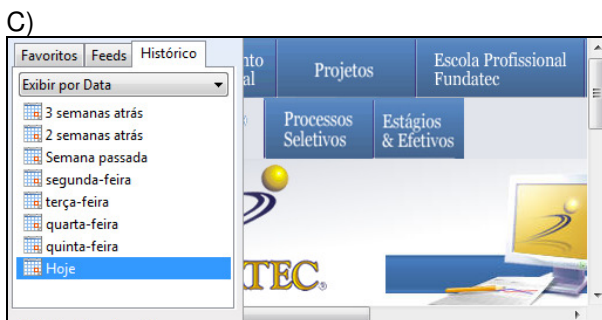 C)
Favoritos Feeds Histórico
Exibir por Data
3 semanas atrás
2 semanas atrás
Semana passada
segunda-feira
terça-feira
quarta-feira
quinta-feira
Hoje
Projetos
Escola Profissional
Fundatec
Processos
Seletivos
Estágios
& Efetivos